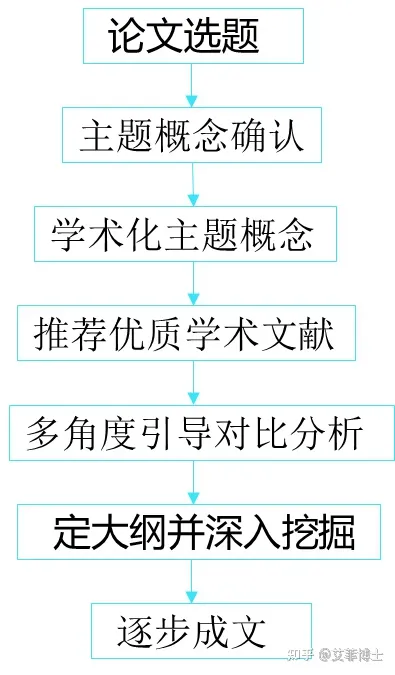 论文选题
主题概念确认
学术化主题概念
推荐优质学术文献
多角度引导对比分析
定大纲并深入挖掘
逐步成文
知乎 @艾菲博士